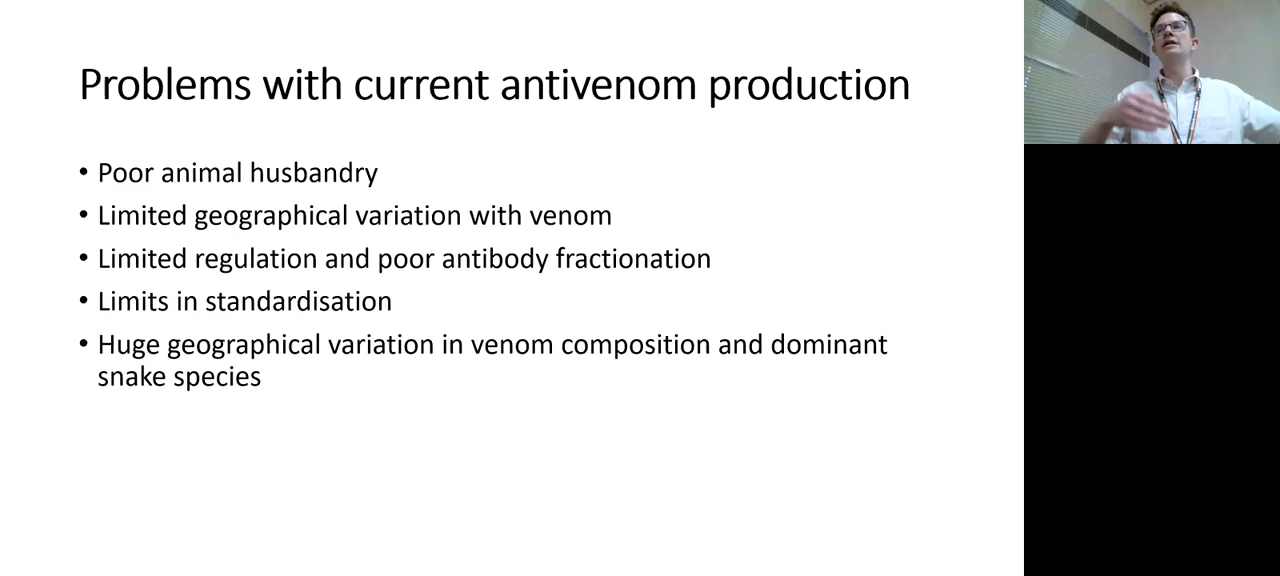 Problems with current antivenom production
• Poor animal husbandry
• Limited geographical variation with venom
• Limited regulation and poor antibody fractionation
• Limits in standardisation
• Huge geographical variation in venom composition and dominant
snake species